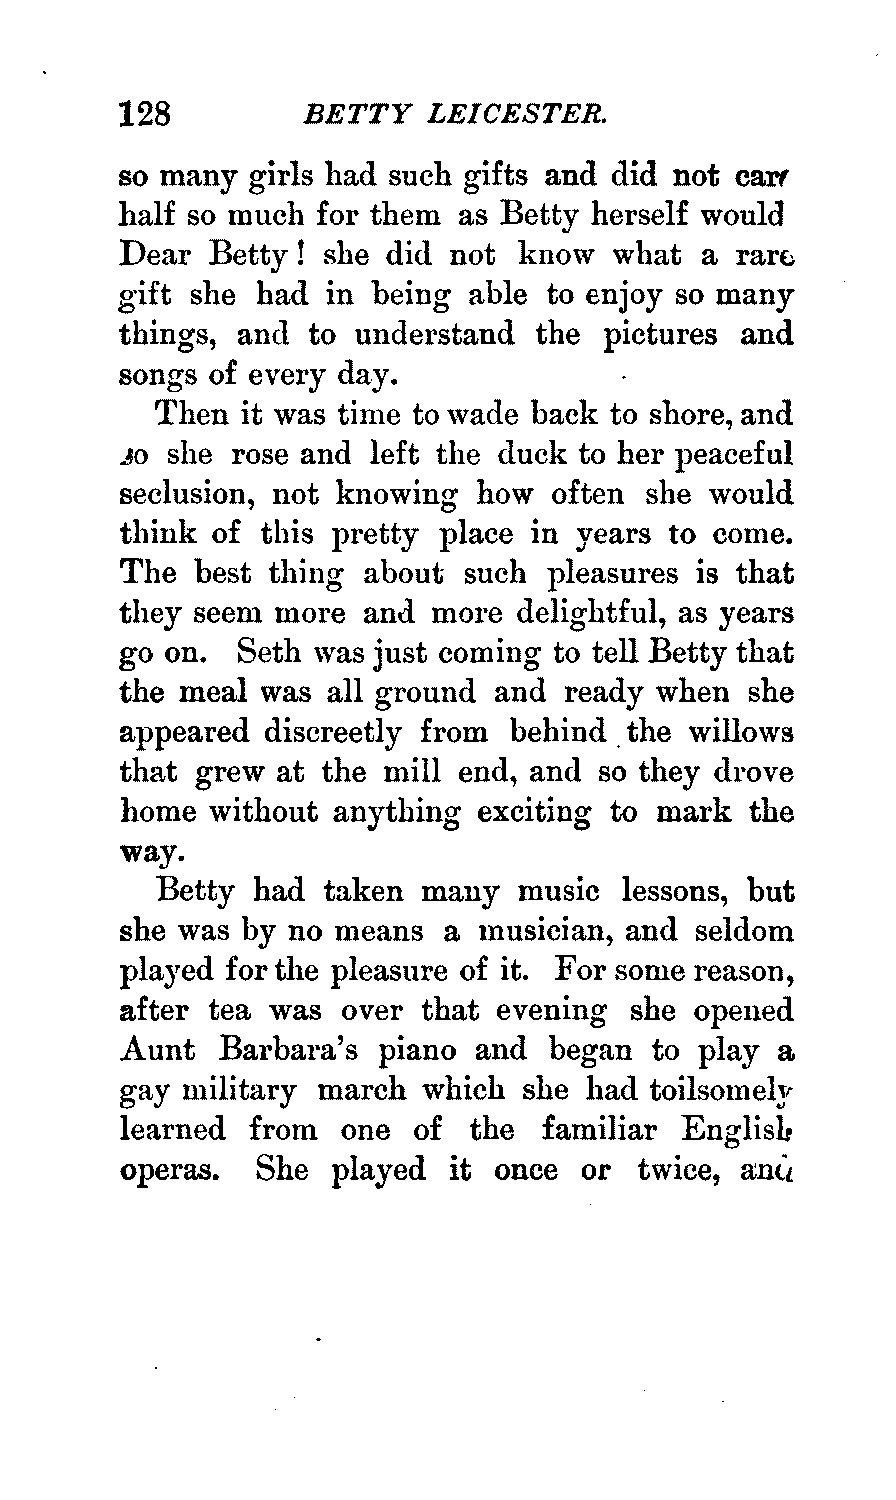 128 BETTY LEICESTER.
so many girls had such gifts and did not care
half so much for them as Betty herself would
Dear Betty! she did not know what a rare
gift she had in being able to enjoy so many
things, and to understand the pictures and
songs of every day.
Then it was time to wade back to shore, and
so she rose and left the duck to her peaceful
seclusion, not knowing how often she would
think of this pretty place in years to come.
The best thing about such pleasures is that
they seem more and more delightful, as years
go on. Seth was just coming to tell Betty that
the meal was all ground and ready when she
appeared discreetly from behind the willows
that grew at the mill end, and so they drove
home without anything exciting to mark the
way.
Betty had taken many music lessons, but
she was by no means a musician, and seldom
played for the pleasure of it. For some reason,
after tea was over that evening she opened
Aunt Barbara's piano and began to play a
gay military march which she had toilsomely
learned from one of the familiar English
operas. She played it once or twice, and